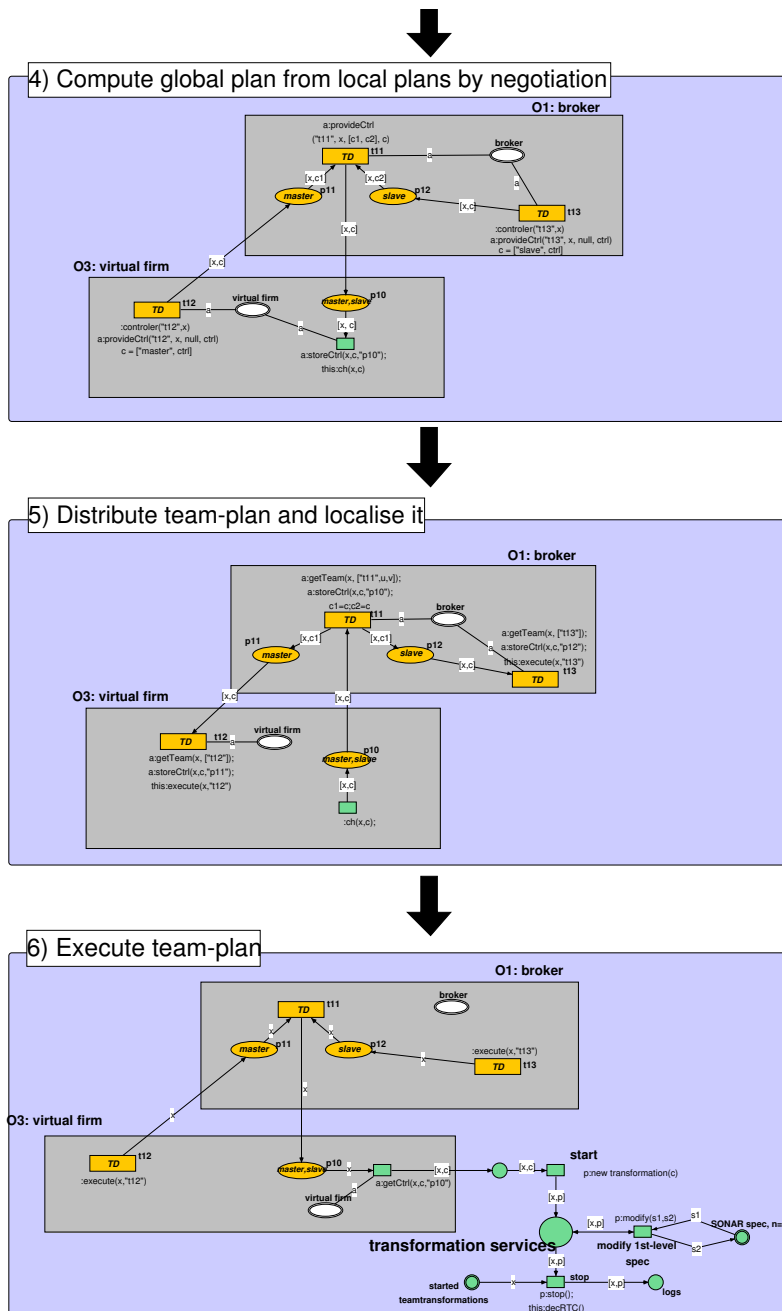 4) Compute global plan from local plans by negotiation
O1: broker
a:provideCtrl
("t11", x, [c1, c2], c)
TD
t11
a
broker
[x,c1]
[x,c2]
a
master
p11
slave
p12
[x,c]
TD
t13
:controler("t13",x)
a:provideCtrl("t13", x, null, ctrl)
c = ["slave", ctrl]
[x,c]
[x,c]
O3: virtual firm
TD
t12
a
virtual firm
master,slave
p10
:controler("t12",x)
a:provideCtrl("t12", x, null, ctrl)
c = ["master", ctrl]
a
[x, c]
a:storeCtrl(x,c,"p10");
this:ch(x,c)
5) Distribute team-plan and localise it
O1: broker
a:getTeam(x, ["t11",u,v]);
a:storeCtrl(x,c,"p10");
c1=c;c2=c
TD
t11
a
broker
a:getTeam(x, ["t13"]);
a:storeCtrl(x,c,"p12");
this:execute(x,"t13")
[x,c1]
[x,c1]
a
p11
master
slave
p12
[x,c]
TD
t13
[x,c]
[x,c]
O3: virtual firm
TD
t12
a
virtual firm
a:getTeam(x, ["t12"]);
a:storeCtrl(x,c,"p11");
this:execute(x,"t12")
p10
master,slave
[x,c]
:ch(x,c);
6) Execute team-plan
O1: broker
broker
TD
t11
x
x
master
p11
slave
p12
x
:execute(x,"t13")
TD
t13
x
x
O3: virtual firm
TD
t12
:execute(x,"t12")
master,slave
p10
x
a
a:getCtrl(x,c,"p10")
virtual firm
[x,c]
[x,c]
start
p:new transformation(c)
[x,p]
transformation services
[x,p]
p:modify(s1,s2)
modify 1st-level
spec
s1
s2
SONAR spec, n=
[x,p]
started
teamtransformations
x
stop
p:stop();
this:decRTC()
[x,p]
logs